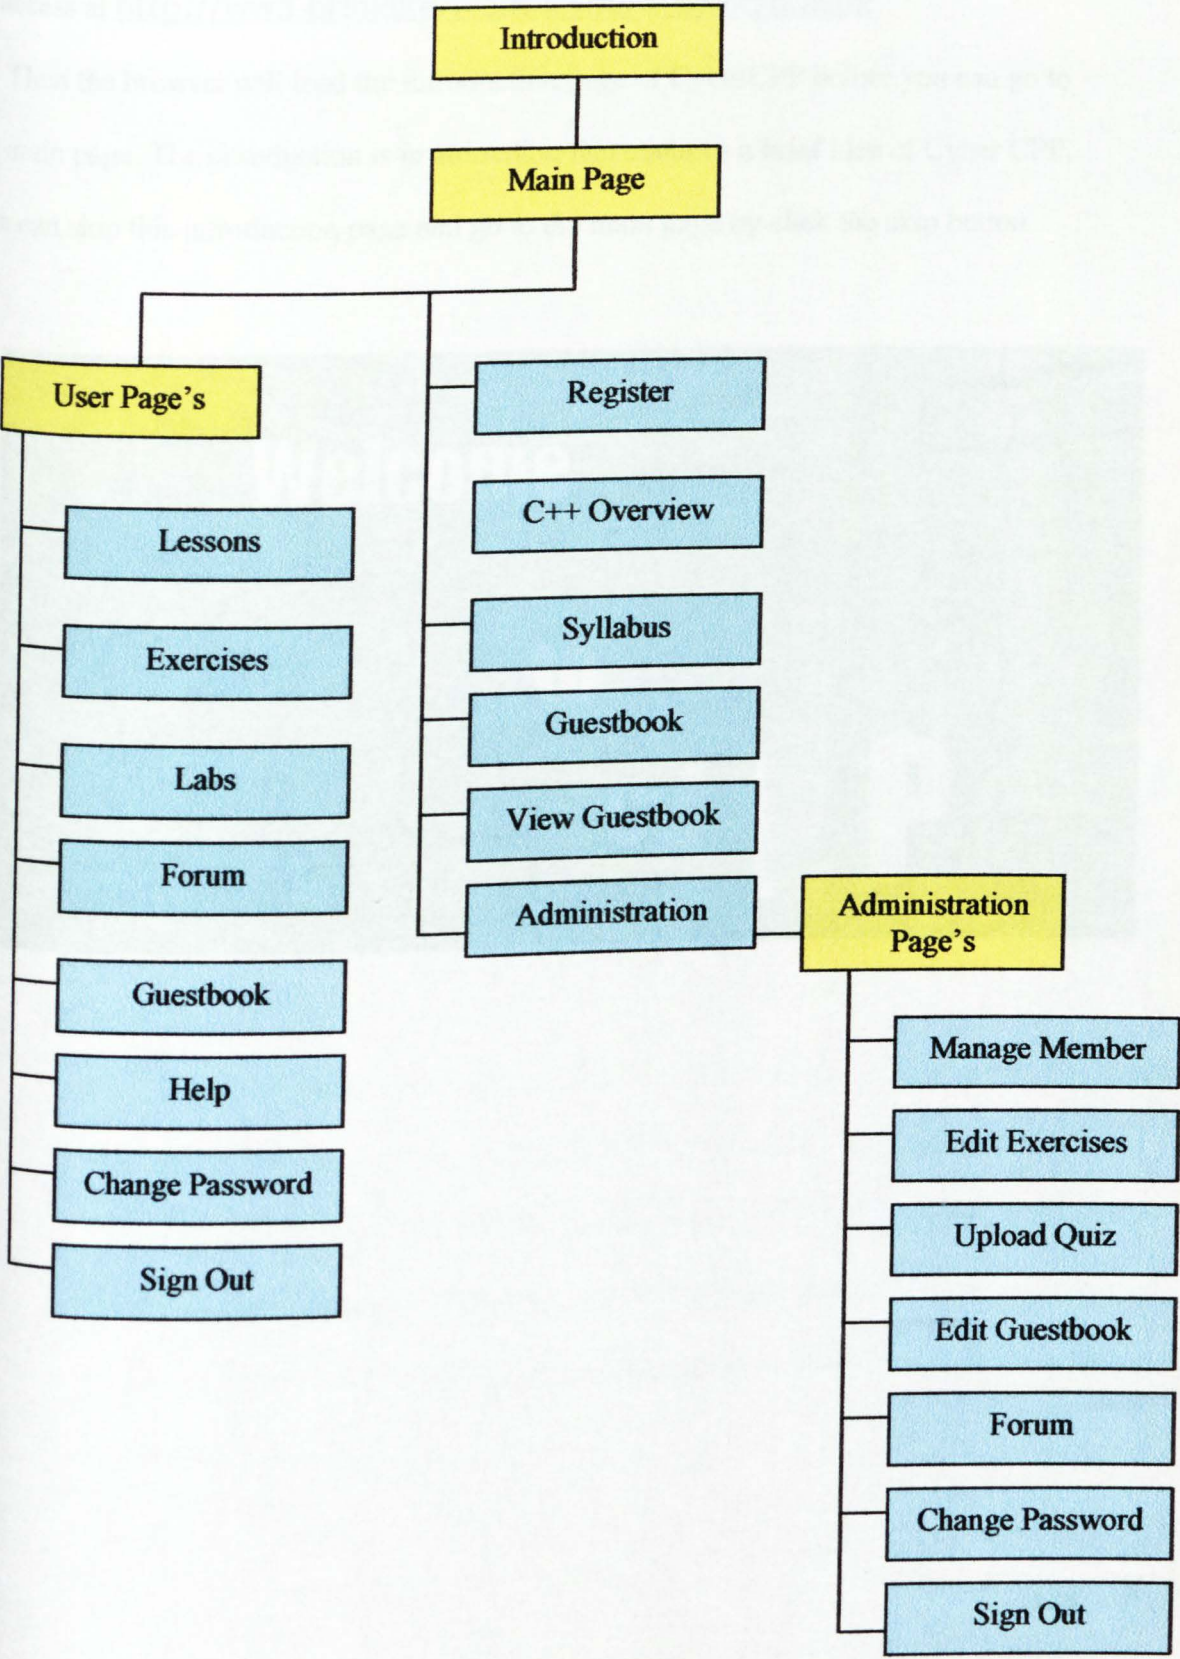 Introduction
Main Page
User Page's
Register
C++ Overview
Syllabus
Guestbook
View Guestbook
Administration
Lessons
Exercises
Labs
Forum
Guestbook
Help
Change Password
Sign Out
Administration
Page's
Manage Member
Edit Exercises
Upload Quiz
Edit Guestbook
Forum
Change Password
Sign Out
Welcome